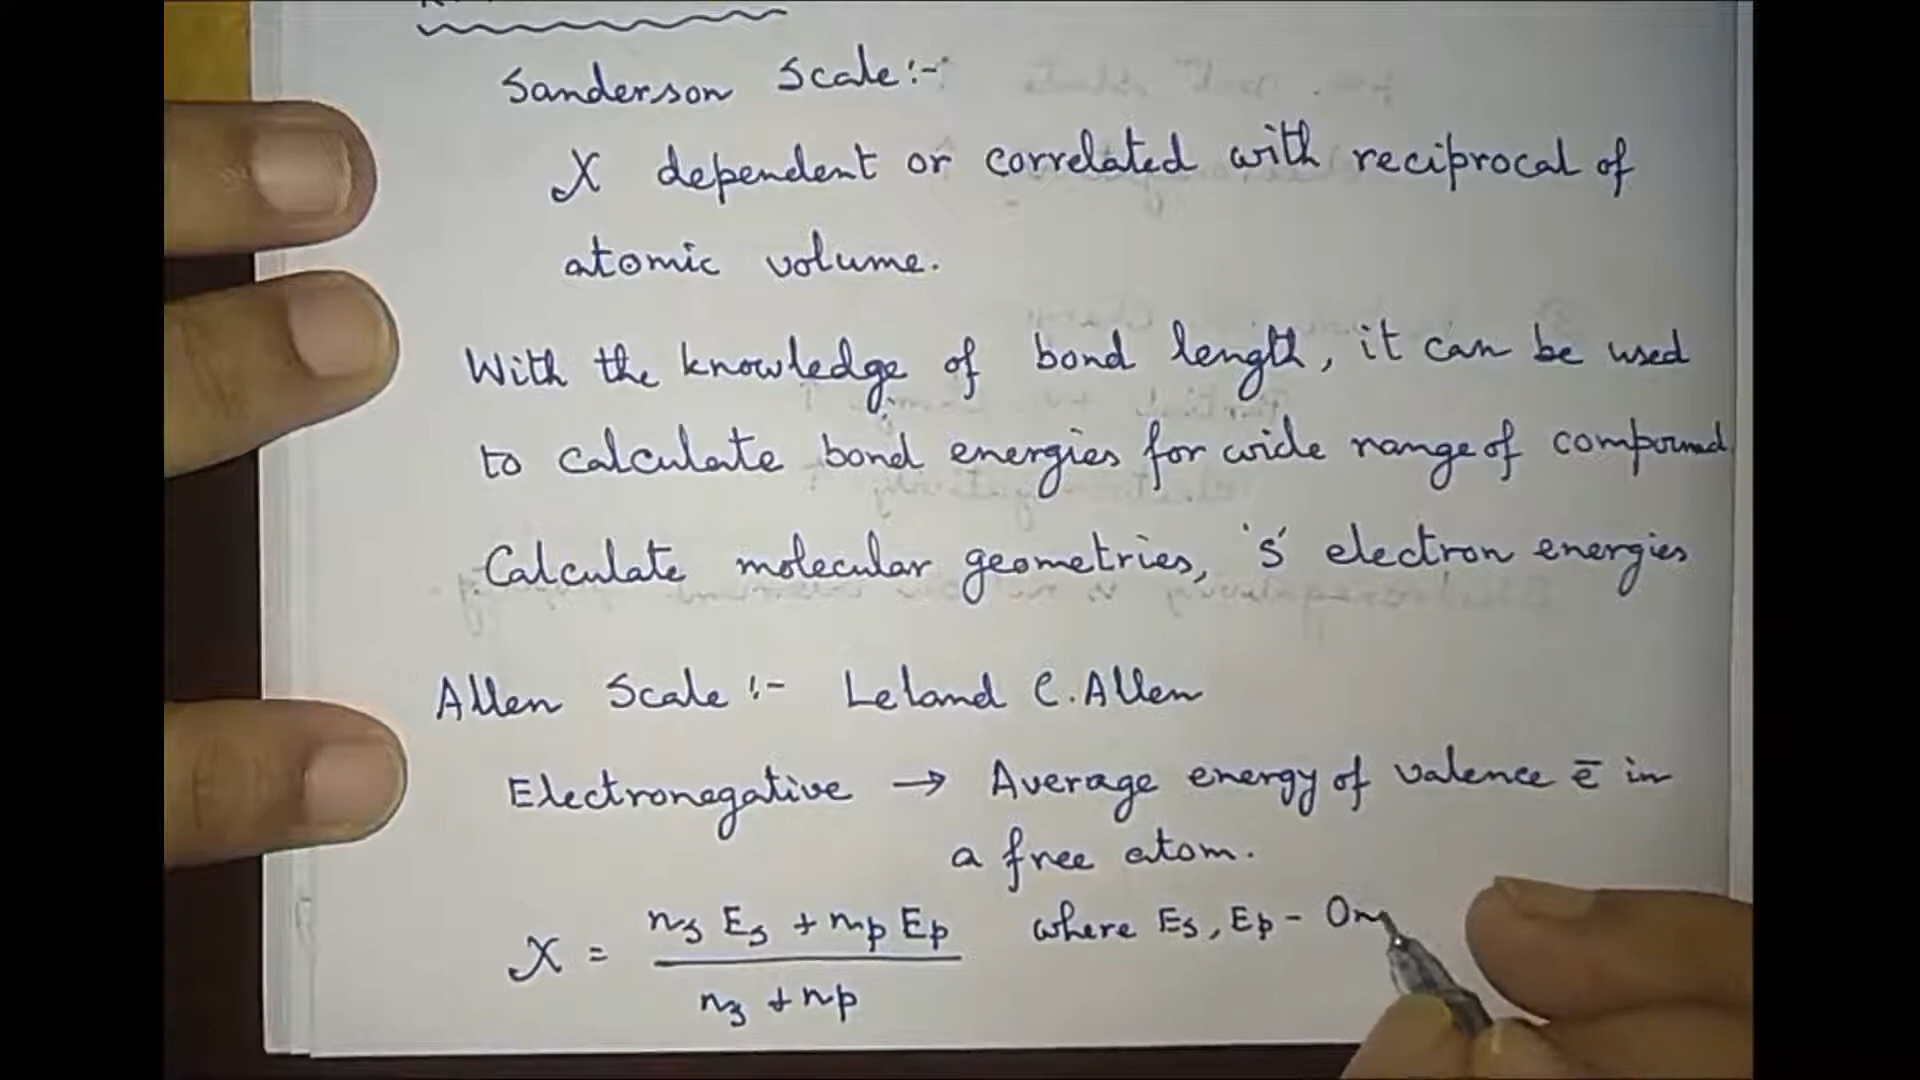 Sanderson Scale:-
X dependent or correlated with reciprocal of
atomic volume.
With the knowledge of bond length, it can be used
to calculate bond energies for wide range of compound
Calculate molecular geometries, 's' electron energies
Allen Scale :- Leland C. Allen
Electronegative → Average energy of valence ē in
a free atom.
X = (ns Es + np Ep) / (ns + np) where Es, Ep - On